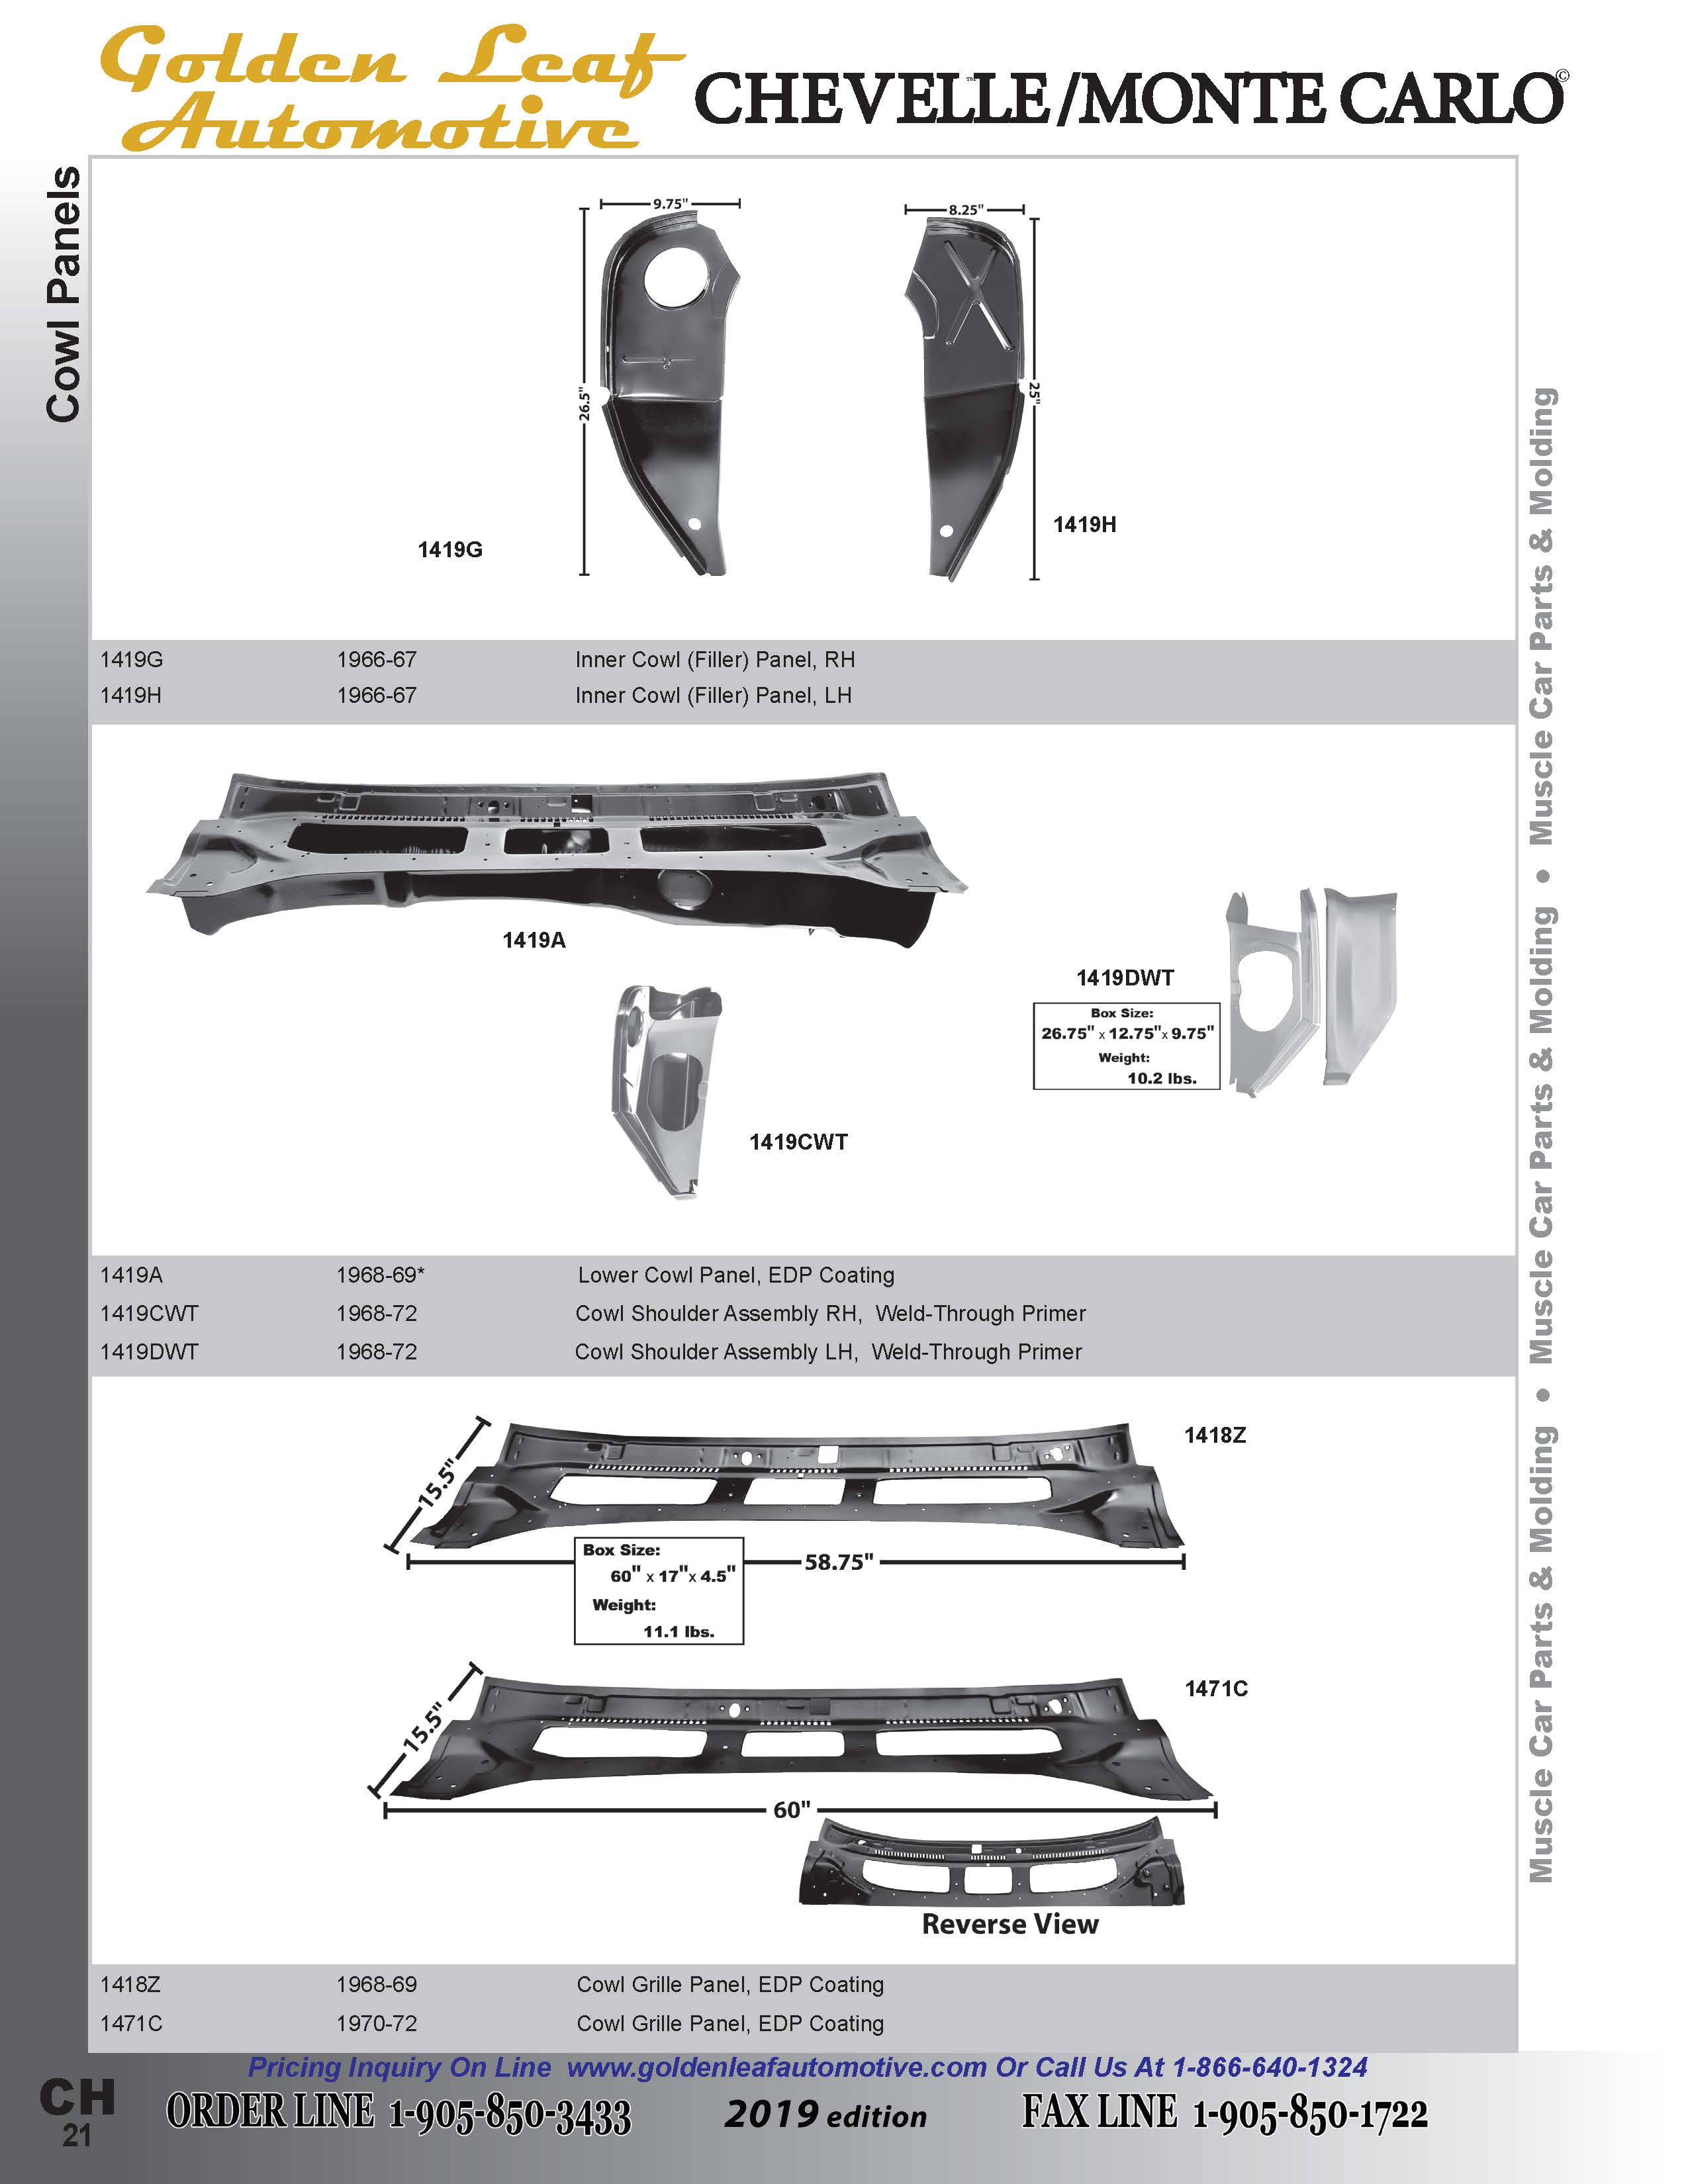 Golden Leaf
Automotive
CHEVELLE/MONTE CARLO©
™
Cowl Panels
9.75"
8.25"
26.5"
25"
1419G
1419H
1419G 1966-67 Inner Cowl (Filler) Panel, RH
1419H 1966-67 Inner Cowl (Filler) Panel, LH
1419A
1419DWT
Box Size:
26.75" x 12.75"x 9.75"
Weight:
10.2 lbs.
1419CWT
1419A 1968-69* Lower Cowl Panel, EDP Coating
1419CWT 1968-72 Cowl Shoulder Assembly RH, Weld-Through Primer
1419DWT 1968-72 Cowl Shoulder Assembly LH, Weld-Through Primer
1418Z
15.5"
58.75"
Box Size:
60" x 17"x 4.5"
Weight:
11.1 lbs.
1471C
15.5"
60"
Reverse View
1418Z 1968-69 Cowl Grille Panel, EDP Coating
1471C 1970-72 Cowl Grille Panel, EDP Coating
Muscle Car Parts & Molding • Muscle Car Parts & Molding • Muscle Car Parts & Molding
Pricing Inquiry On Line www.goldenleafautomotive.com Or Call Us At 1-866-640-1324
CH
21
ORDER LINE 1-905-850-3433
2019 edition
FAX LINE 1-905-850-1722